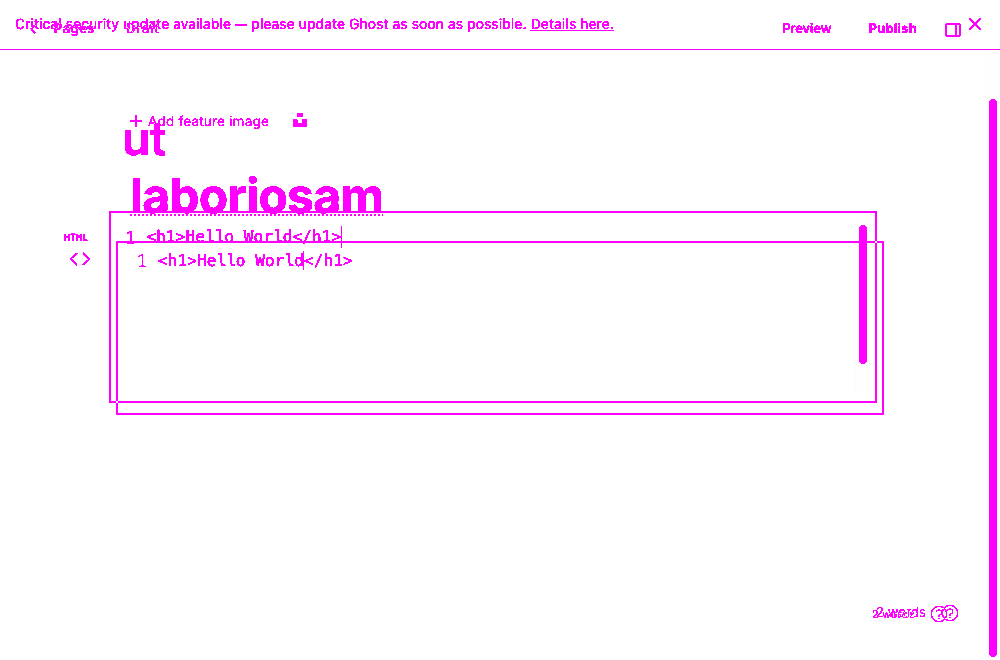 Critical security update available — please update Ghost as soon as possible. Details here.
Pages Draft Preview Publish
Add feature image
ut
laboriosam
HTML
1 <h1>Hello World</h1>
1 <h1>Hello World</h1>
2 words